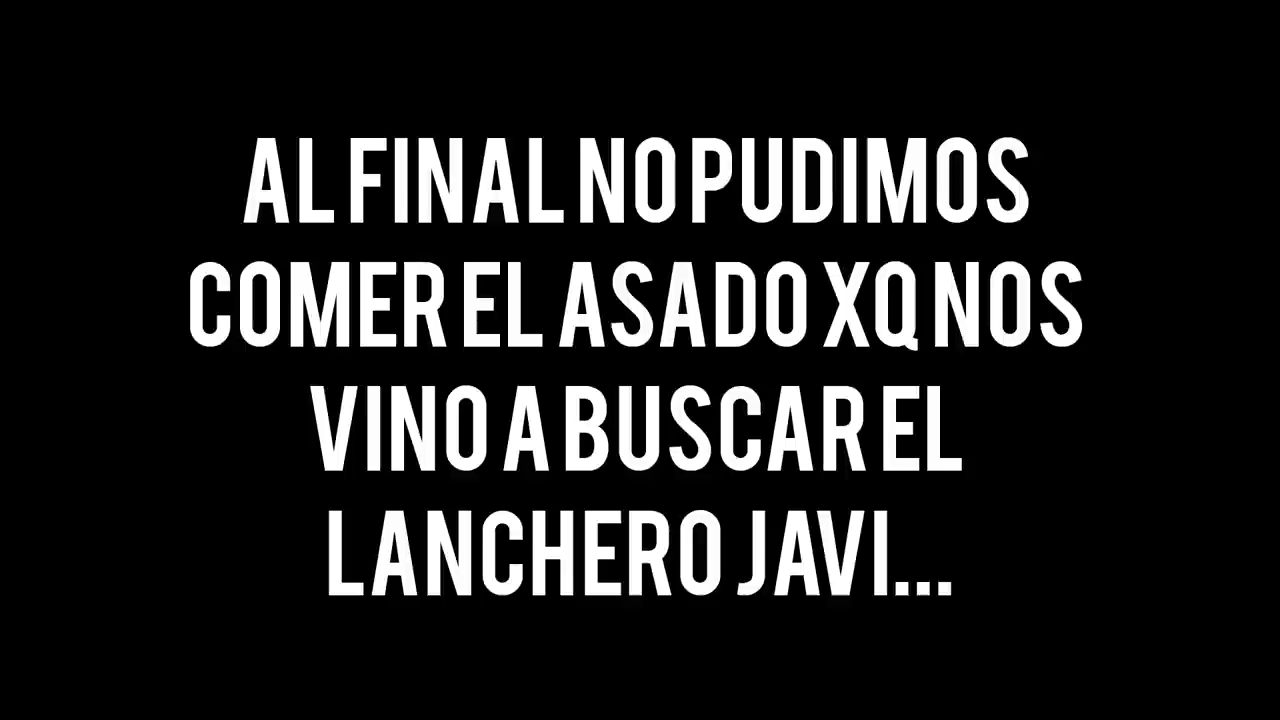 AL FINAL NO PUDIMOS
COMER EL ASADO XQ NOS
VINO A BUSCAR EL
LANCHERO JAVI...